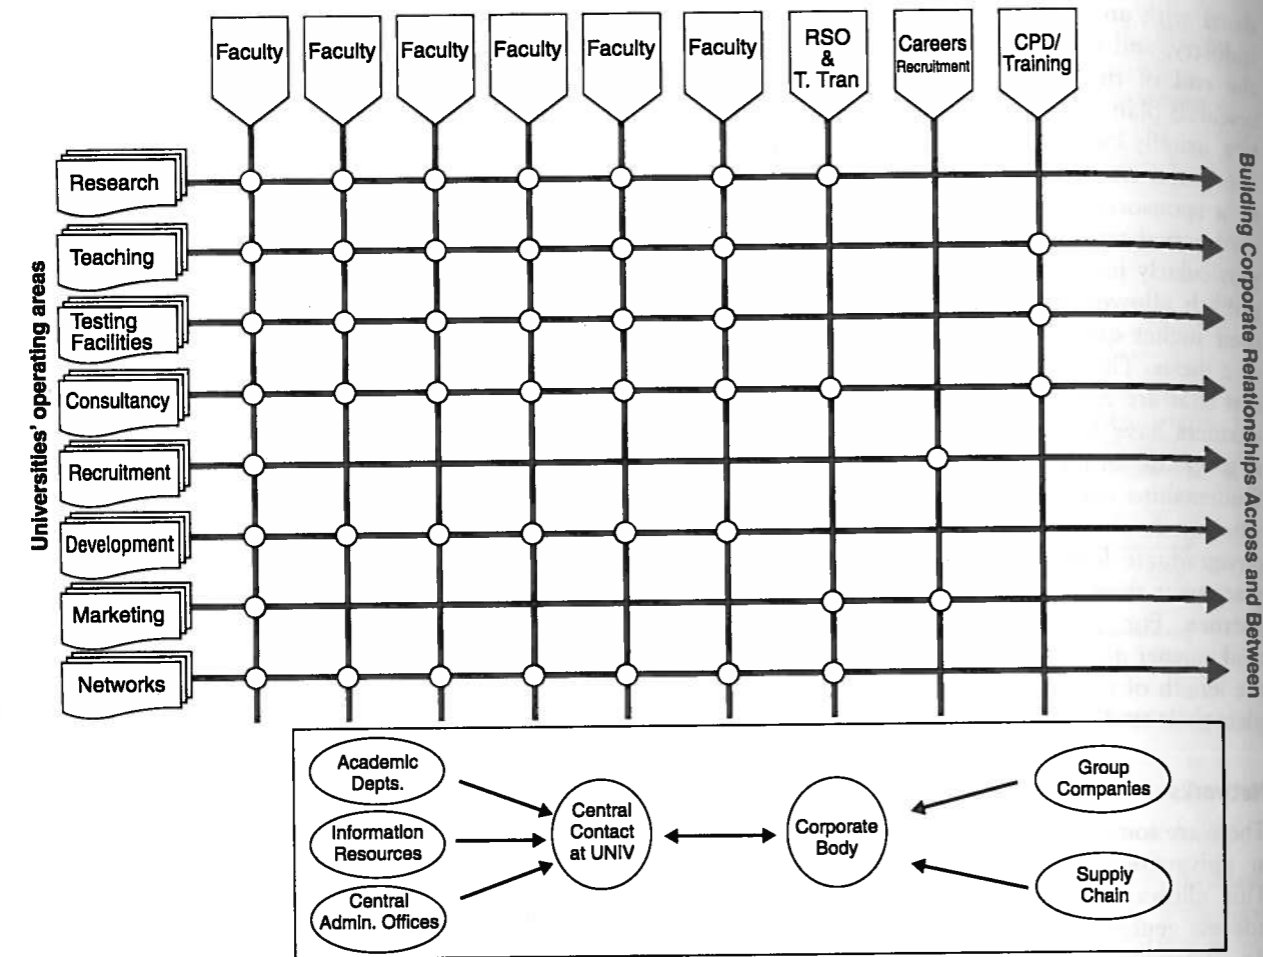 Faculty
Faculty
Faculty
Faculty
Faculty
Faculty
RSO
&
T. Tran
Careers
Recruitment
CPD/
Training
Universities' operating areas
Research
Teaching
Testing
Facilities
Consultancy
Recruitment
Development
Marketing
Networks
Building Corporate Relationships Across and Between
Academic
Depts.
Information
Resources
Central
Admin. Offices
Central
Contact
at UNIV
Corporate
Body
Group
Companies
Supply
Chain